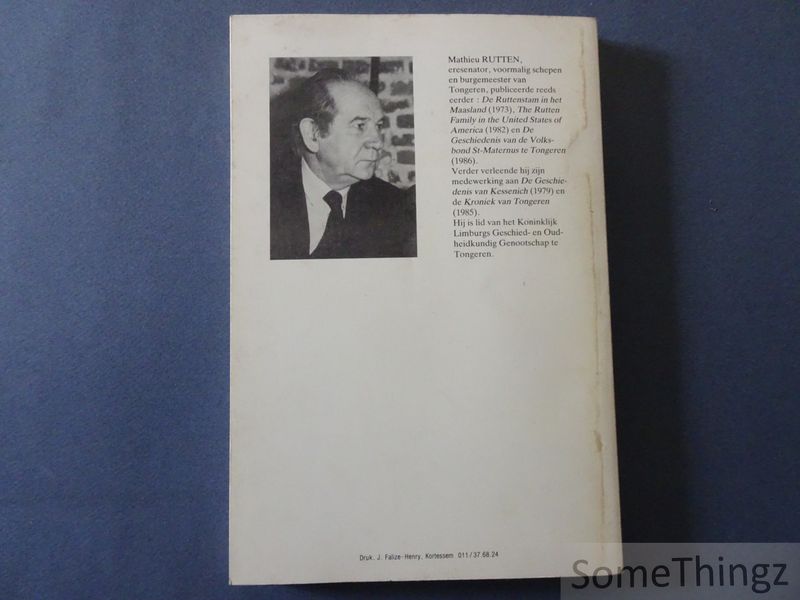 Mathieu RUTTEN,
eresenator, voormalig schepen
en burgemeester van
Tongeren, publiceerde reeds
eerder : De Ruttenstam in het
Maasland (1973), The Rutten
Family in the United States of
America (1982) en De
Geschiedenis van de Volks-
bond St-Maternus te Tongeren
(1986).
Verder verleende hij zijn
medewerking aan De Geschie-
denis van Kessenich (1979) en
de Kroniek van Tongeren
(1985).
Hij is lid van het Koninklijk
Limburgs Geschied- en Oud-
heidkundig Genootschap te
Tongeren.
Druk. J. Falize-Henry, Kortessem 011/37.68.24
SomeThingz